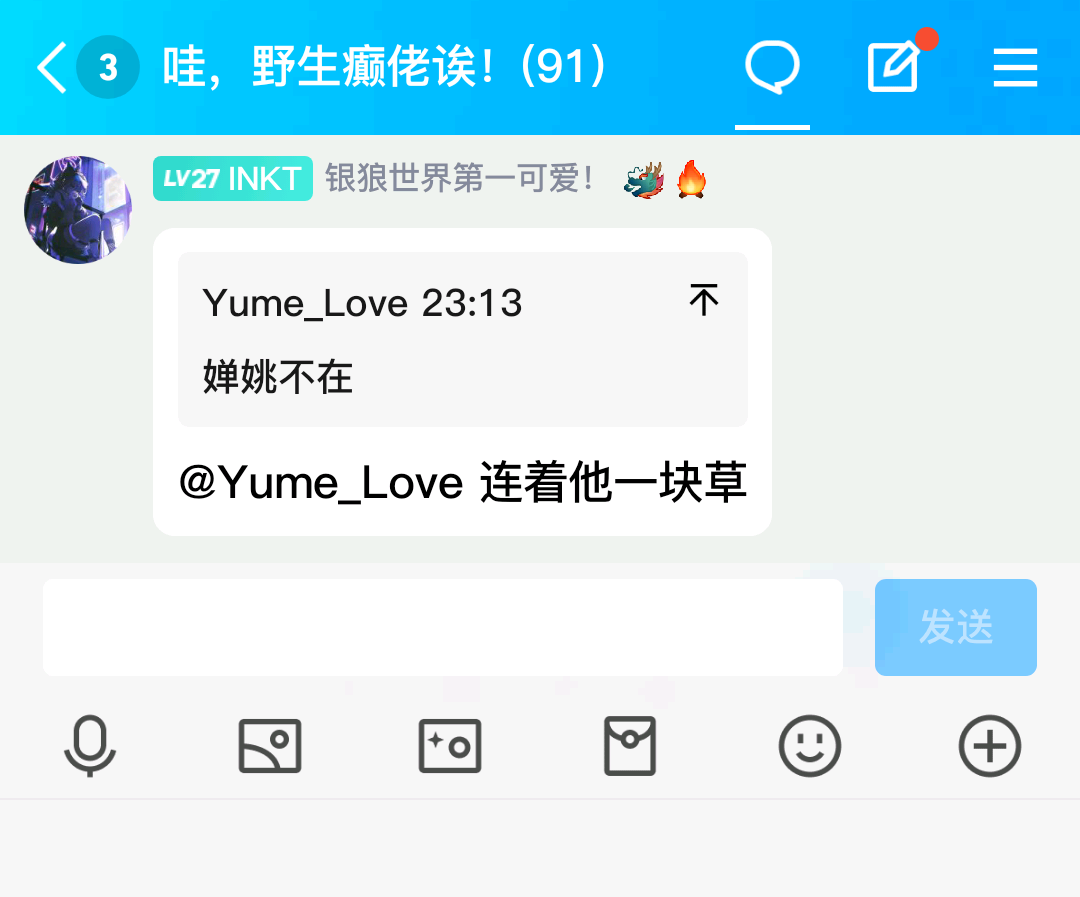 3 哇，野生癫佬诶！(91)
LV27 INKT 银狼世界第一可爱！
Yume_Love 23:13
婵姚不在
@Yume_Love 连着他一块草
发送